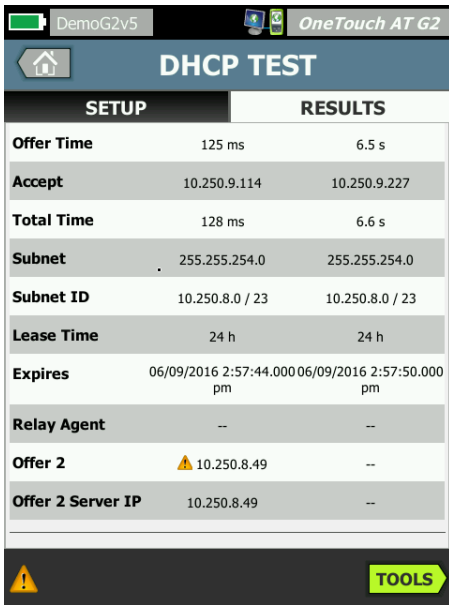 DemoG2v5 OneTouch AT G2
DHCP TEST
SETUP RESULTS
Offer Time 125 ms 6.5 s
Accept 10.250.9.114 10.250.9.227
Total Time 128 ms 6.6 s
Subnet 255.255.254.0 255.255.254.0
Subnet ID 10.250.8.0 / 23 10.250.8.0 / 23
Lease Time 24 h 24 h
Expires 06/09/2016 2:57:44.000 06/09/2016 2:57:50.000
pm pm
Relay Agent -- --
Offer 2 10.250.8.49 --
Offer 2 Server IP 10.250.8.49 --
TOOLS